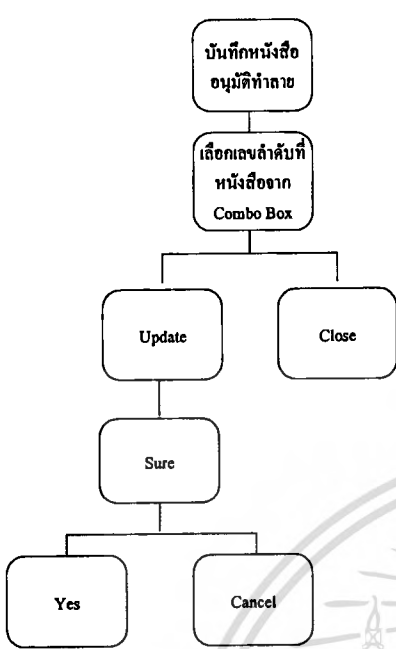 บันทึกหนังสือ
อนุมัติทำลาย
เลือกเลขลำดับที่
หนังสือจาก
Combo Box
Update
Close
Sure
Yes
Cancel